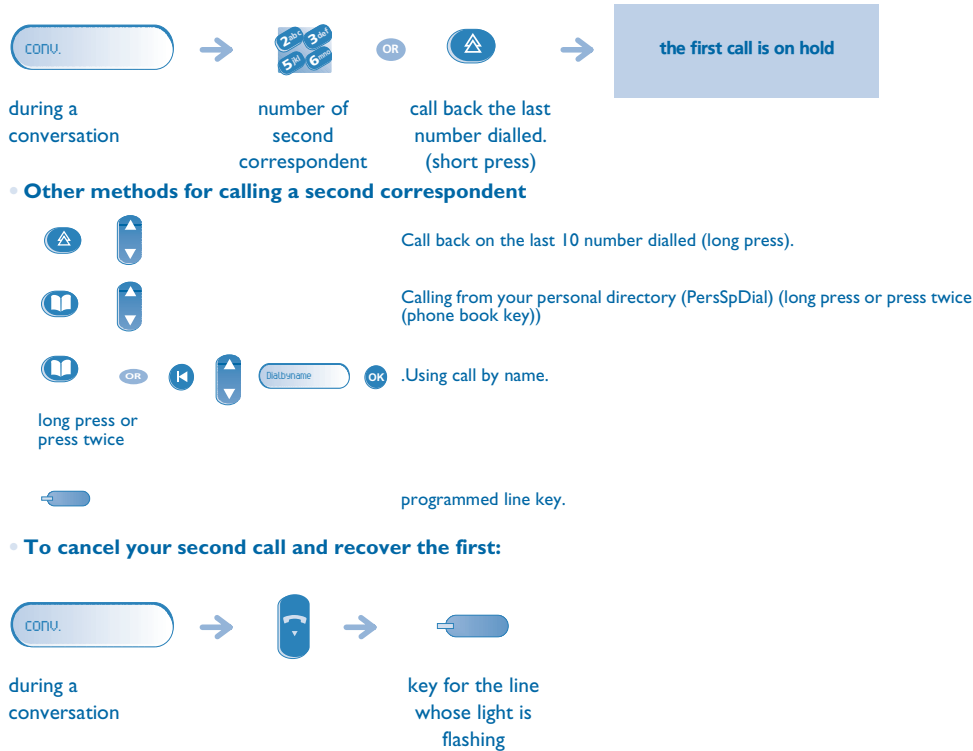 conv.
2abc 3def
5jkl 6mno
OR
the first call is on hold
during a
conversation
number of
second
correspondent
call back the last
number dialled.
(short press)
• Other methods for calling a second correspondent
Call back on the last 10 number dialled (long press).
Calling from your personal directory (PersSpDial) (long press or press twice
(phone book key))
OR
Dialbyname
OK
.Using call by name.
long press or
press twice
programmed line key.
• To cancel your second call and recover the first:
conv.
during a
conversation
key for the line
whose light is
flashing